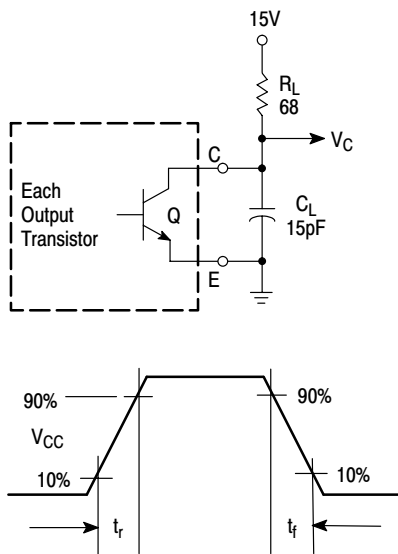 15V
R_L
68
V_C
C
Each
Output
Transistor
Q
C_L
15pF
E
90%
90%
V_CC
10%
10%
t_r
t_f